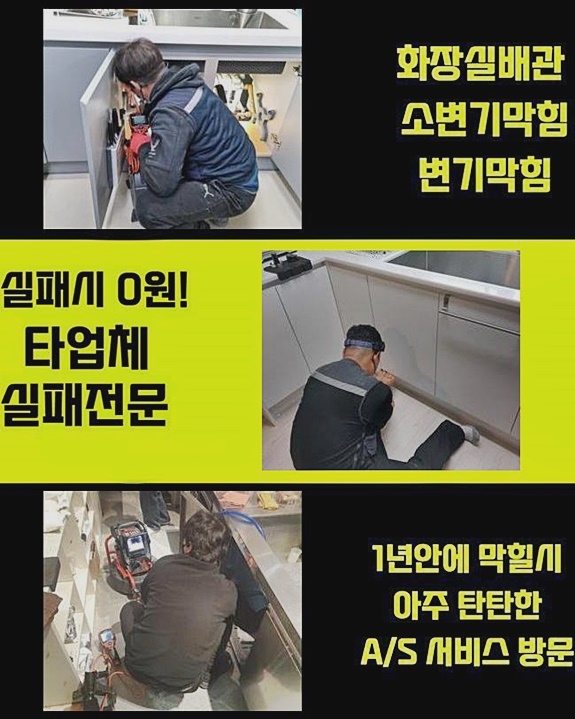 화장실배관
소변기막힘
변기막힘
실패시 0원!
타업체
실패전문
1년안에 막힐시
아주 탄탄한
A/S 서비스 방문